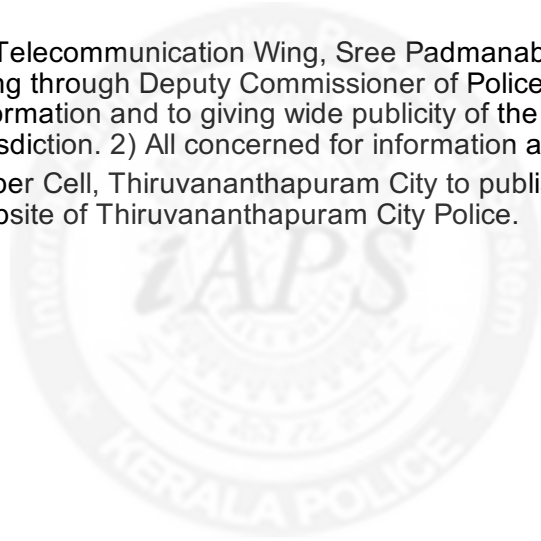 Telecommunication Wing, Sree Padmanab
ng through Deputy Commissioner of Police
ormation and to giving wide publicity of the
sdiction. 2) All concerned for information a
per Cell, Thiruvananthapuram City to publi
bsite of Thiruvananthapuram City Police.
iAPS
KERALA POLICE